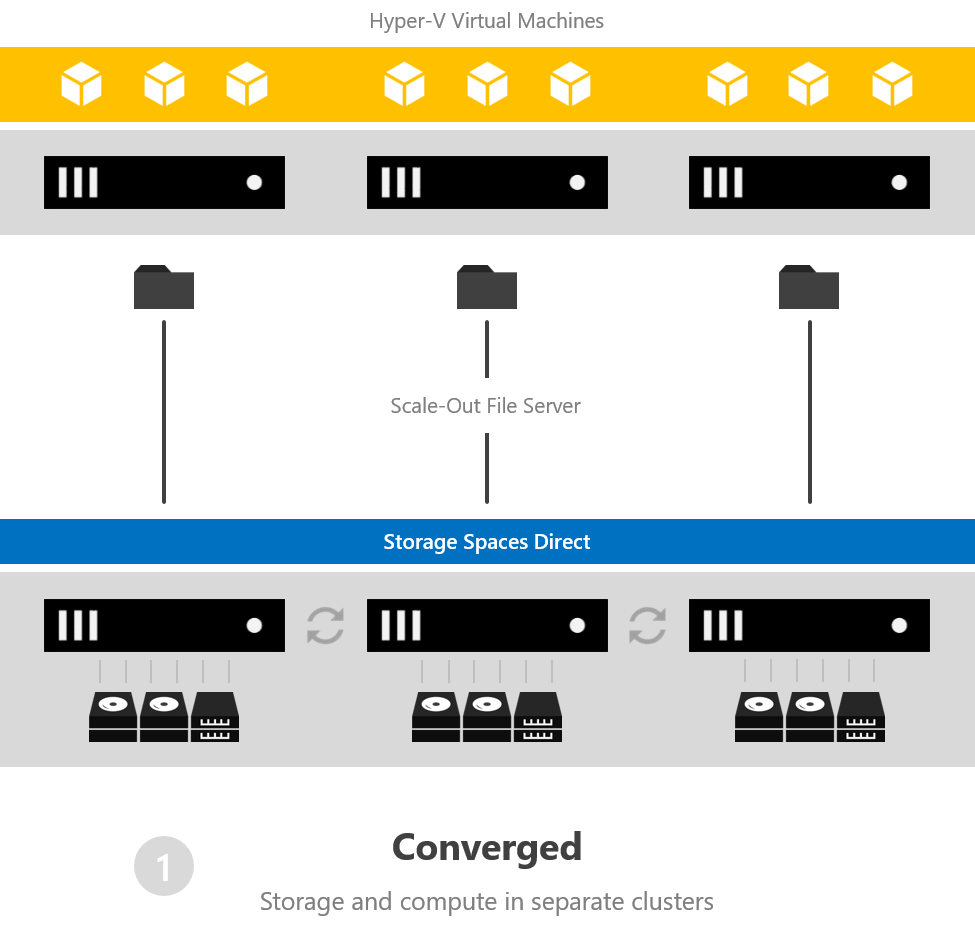 Hyper-V Virtual Machines
Scale-Out File Server
Storage Spaces Direct
1
Converged
Storage and compute in separate clusters